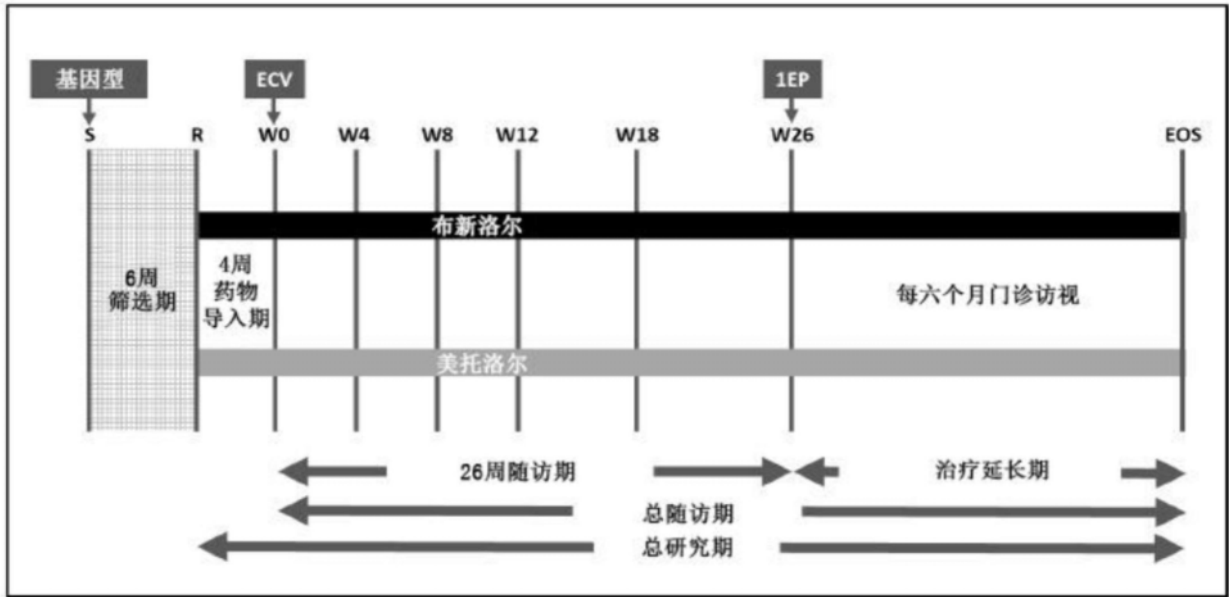 基因型
ECV
1EP
S
R
W0
W4
W8
W12
W18
W26
EOS
布新洛尔
6周
筛选期
4周
药物
导入期
每六个月门诊访视
美托洛尔
26周随访期
治疗延长期
总随访期
总研究期